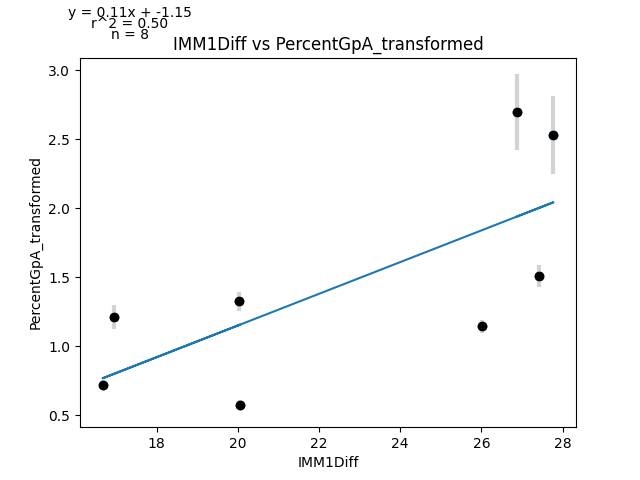 y = 0.11x + -1.15
r^2 = 0.50
n = 8
IMM1Diff vs PercentGpA_transformed
3.0
2.5
2.0
1.5
1.0
0.5
PercentGpA_transformed
18 20 22 24 26 28
IMM1Diff